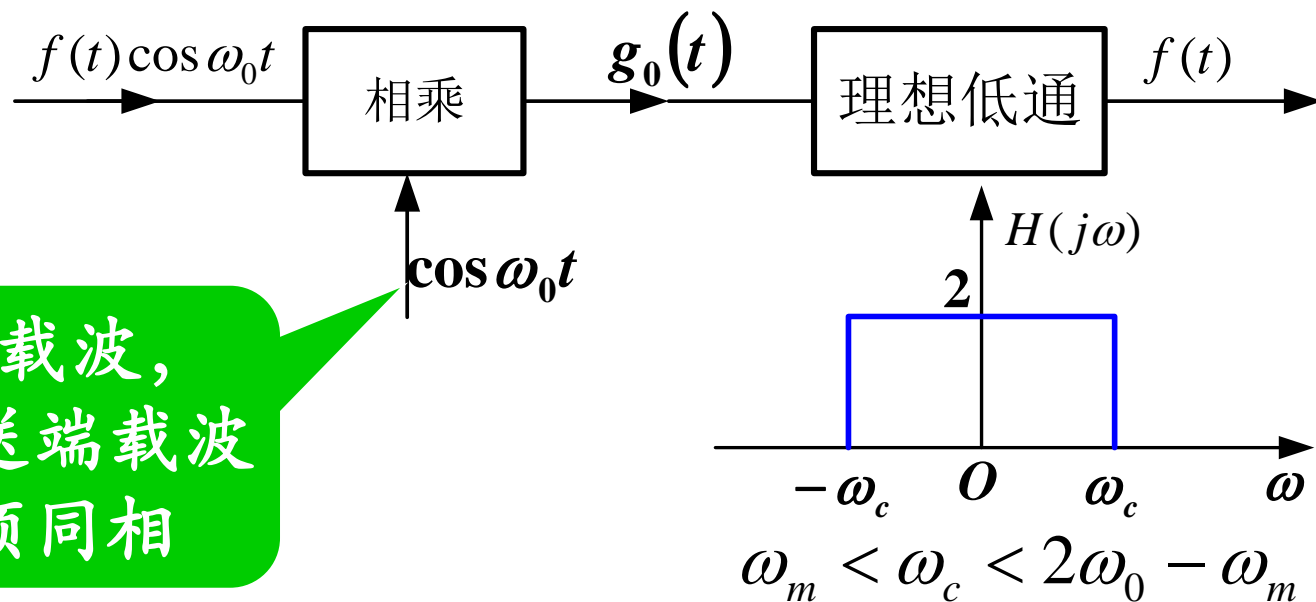 f(t)cosω₀t
相乘
g₀(t)
理想低通
f(t)
cosω₀t
H(jω)
2
载波,
送端载波
同相
−ω_c
O
ω_c
ω
ω_m < ω_c < 2ω₀ − ω_m